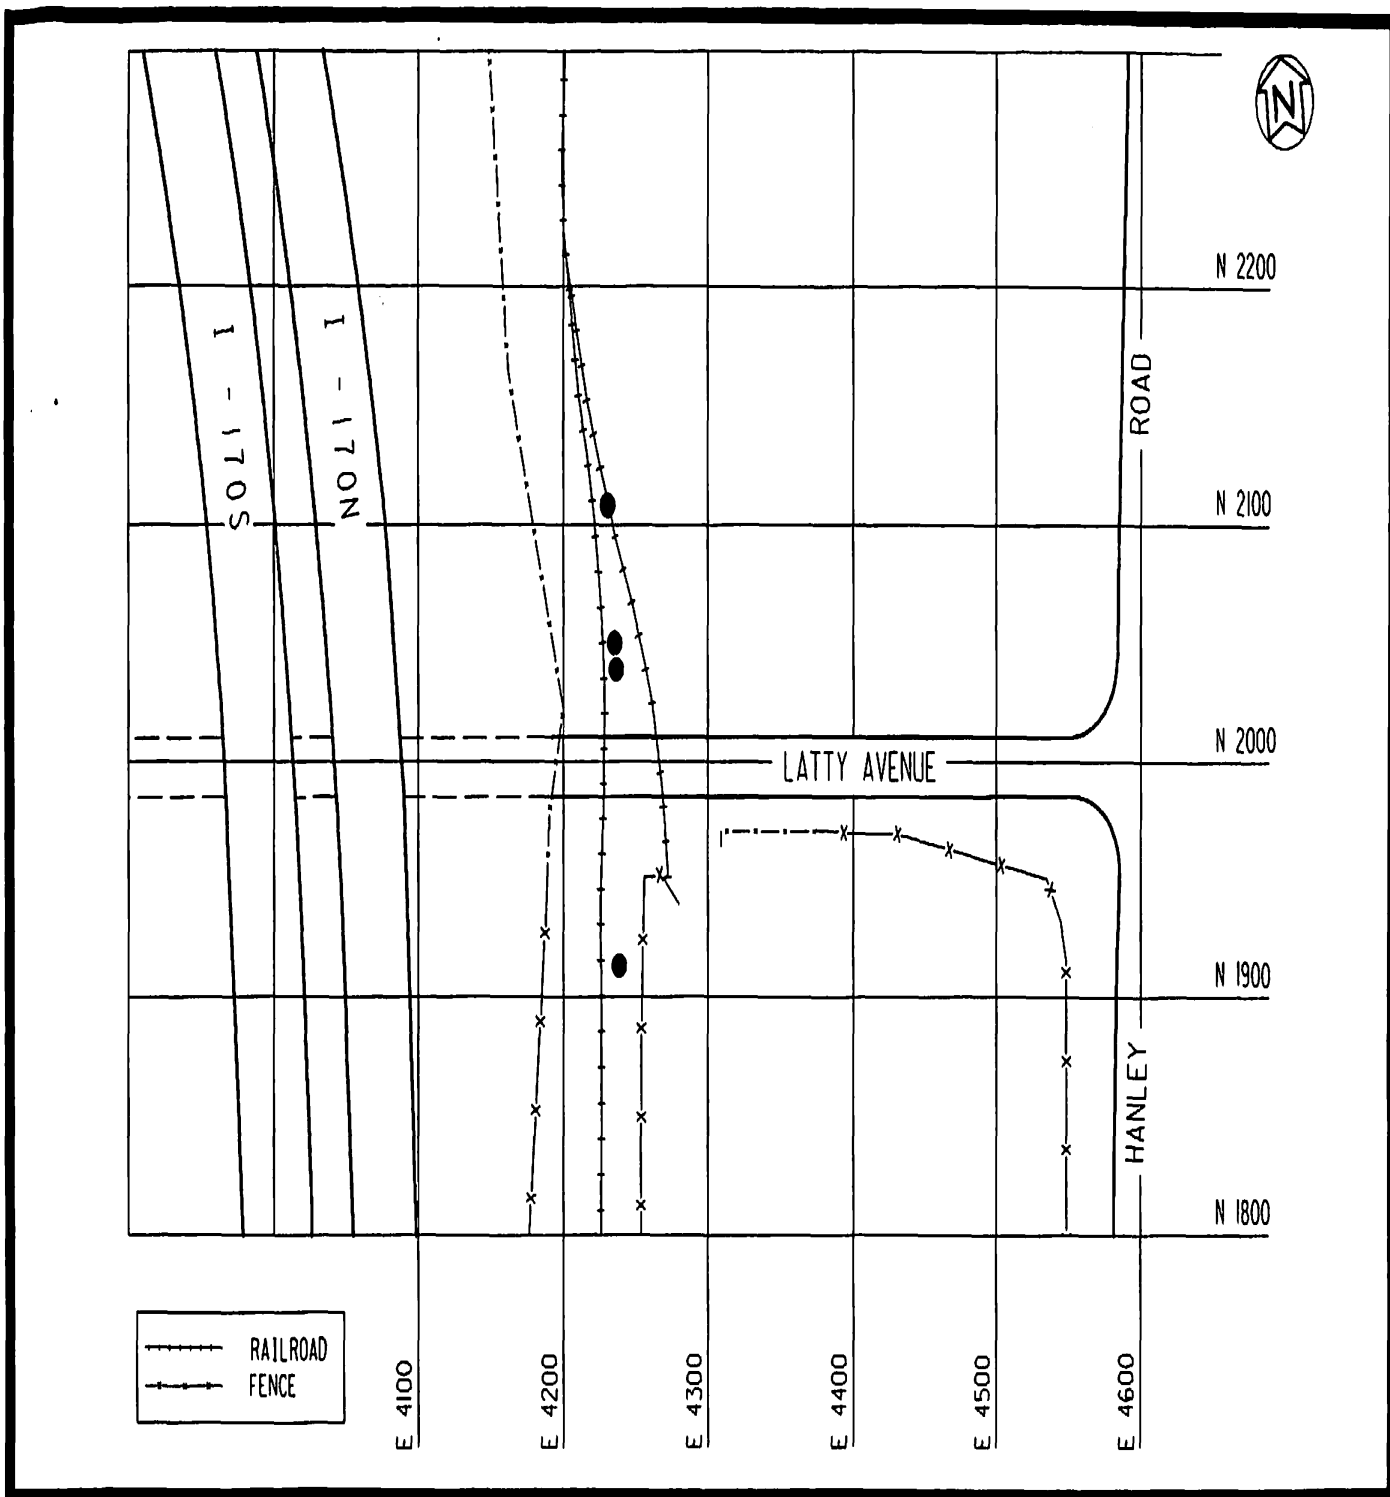 N
N 2200
I - 170S
I - 170N
ROAD
N 2100
N 2000
LATTY AVENUE
N 1900
HANLEY
N 1800
RAILROAD
FENCE
E 4100
E 4200
E 4300
E 4400
E 4500
E 4600